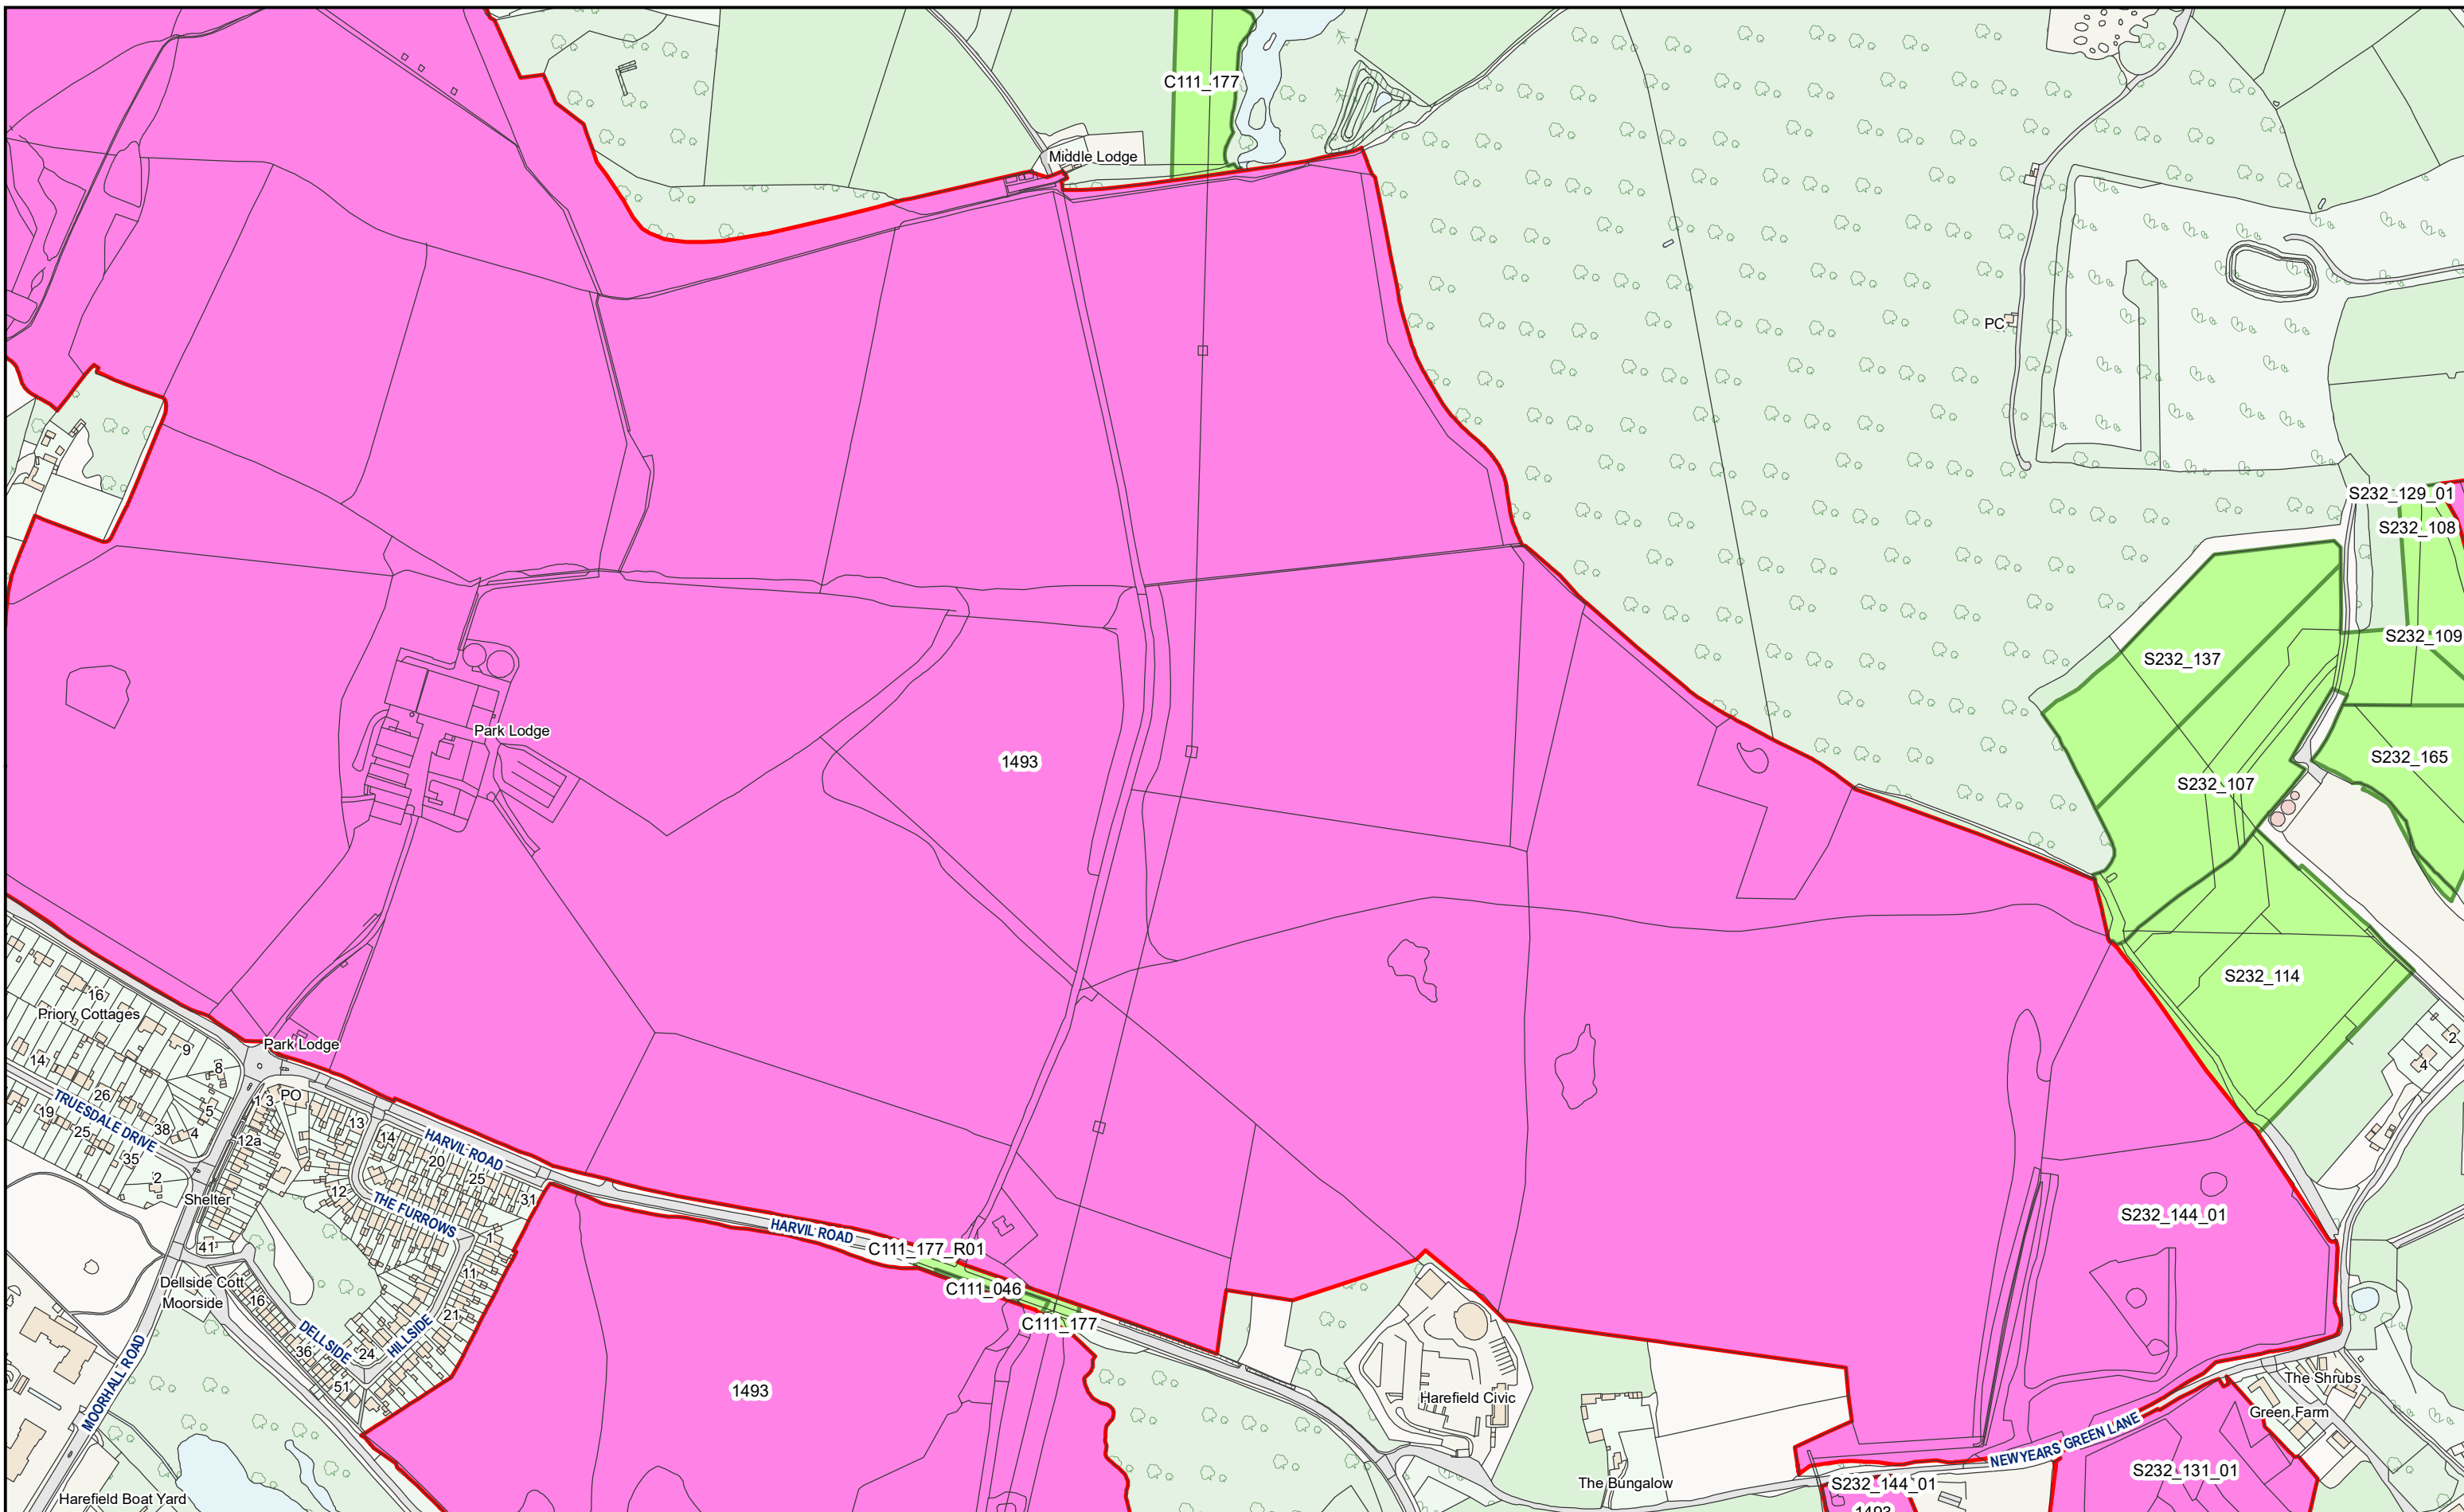 C111_177
Middle Lodge
PC
S232_129_01
S232_108
S232_109
S232_137
S232_165
S232_107
Park Lodge
1493
S232_114
16
Priory Cottages
9
8
Park Lodge
14
26
TRUESDALE DRIVE
19
25
38
4
5
35
2
1
3
PO
12a
13
14
HARVIL ROAD
20
25
31
12
THE FURROWS
Shelter
41
1
11
21
Dellside Cott
Moorside
16
DELLSIDE
HILLSIDE
36
24
51
MOORHALL ROAD
Harefield Boat Yard
HARVIL ROAD
C111_177_R01
C111_046
C111_177
1493
2
4
S232_144_01
Harefield Civic
The Bungalow
The Shrubs
Green Farm
NEWYEARS GREEN LANE
S232_131_01
S232_144_01
1493